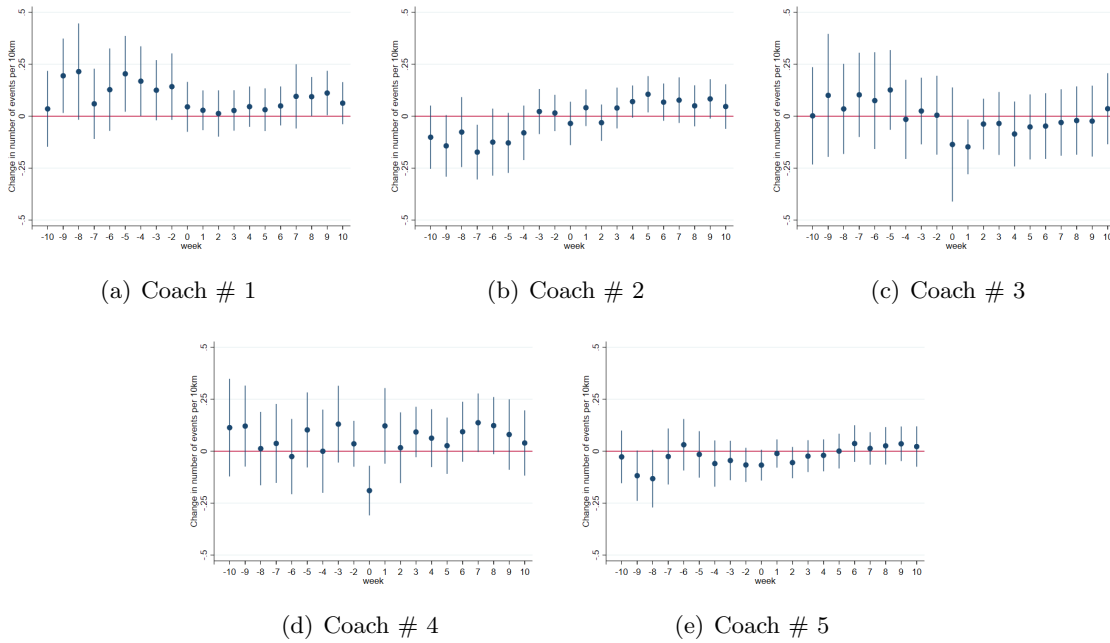 Change in number of events per 10km
.5
.25
0
-.25
-.5
-10 -9 -8 -7 -6 -5 -4 -3 -2 0 1 2 3 4 5 6 7 8 9 10
week
(a) Coach # 1
Change in number of events per 10km
.5
.25
0
-.25
-.5
-10 -9 -8 -7 -6 -5 -4 -3 -2 0 1 2 3 4 5 6 7 8 9 10
week
(b) Coach # 2
Change in number of events per 10km
.5
.25
0
-.25
-.5
-10 -9 -8 -7 -6 -5 -4 -3 -2 0 1 2 3 4 5 6 7 8 9 10
week
(c) Coach # 3
Change in number of events per 10km
.5
.25
0
-.25
-.5
-10 -9 -8 -7 -6 -5 -4 -3 -2 0 1 2 3 4 5 6 7 8 9 10
week
(d) Coach # 4
Change in number of events per 10km
.5
.25
0
-.25
-.5
-10 -9 -8 -7 -6 -5 -4 -3 -2 0 1 2 3 4 5 6 7 8 9 10
week
(e) Coach # 5